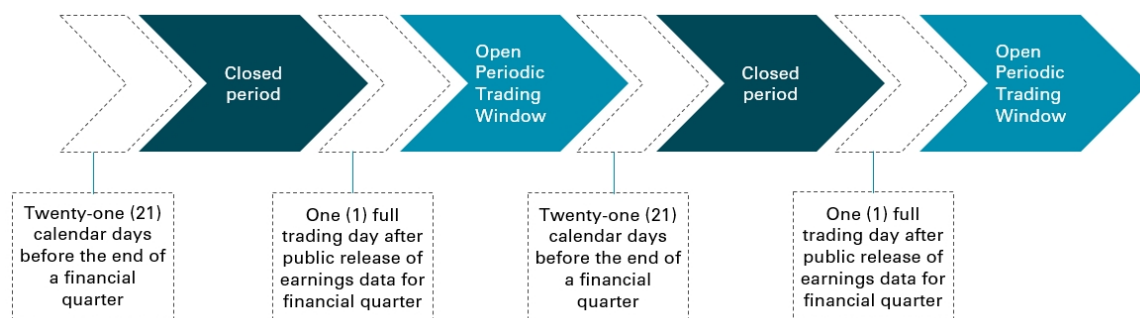 Closed
period
Open
Periodic
Trading
Window
Closed
period
Open
Periodic
Trading
Window
Twenty-one (21)
calendar days
before the end of
a financial
quarter
One (1) full
trading day after
public release of
earnings data for
financial quarter
Twenty-one (21)
calendar days
before the end of
a financial
quarter
One (1) full
trading day after
public release of
earnings data for
financial quarter